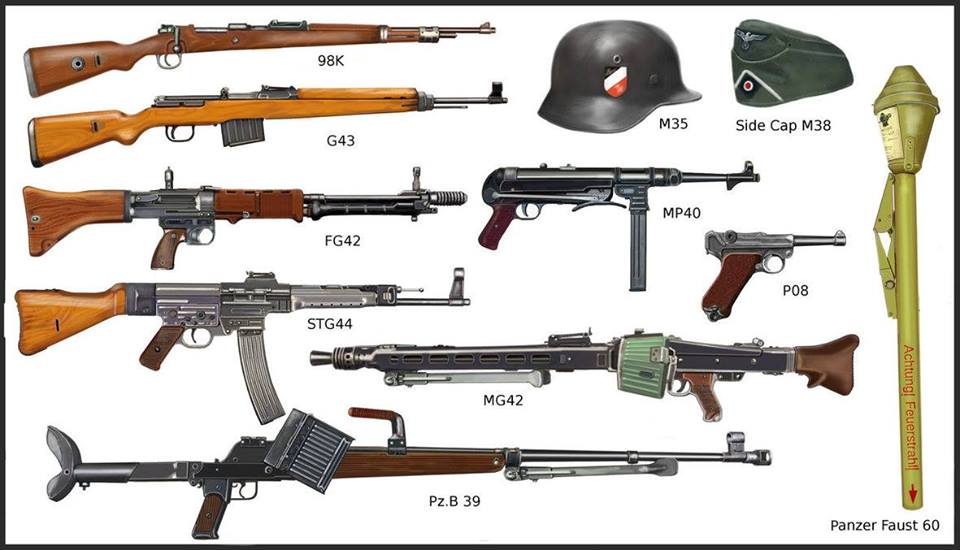 98K
M35
Side Cap M38
G43
MP40
FG42
P08
STG44
MG42
Achtung! Feuerstrahl!
Pz.B 39
Panzer Faust 60